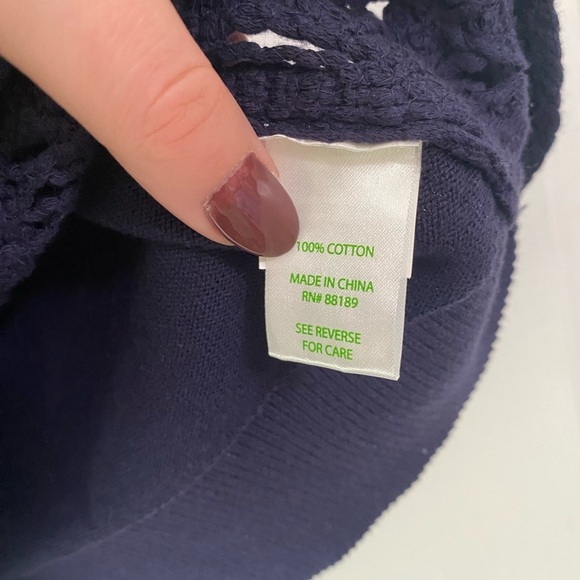 100% COTTON
MADE IN CHINA
RN# 88189
SEE REVERSE
FOR CARE